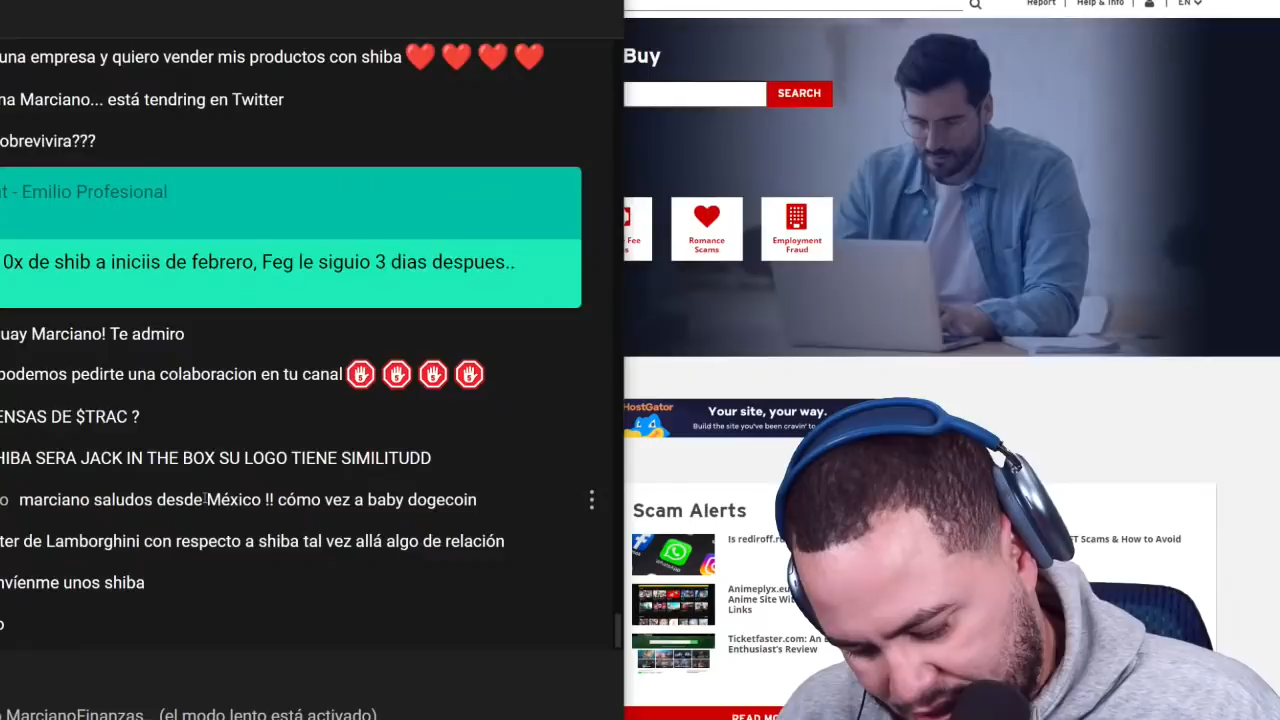 una empresa y quiero vender mis productos con shiba
na Marciano... está tendring en Twitter
obrevivira???
t - Emilio Profesional
0x de shib a iniciis de febrero, Feg le siguio 3 dias despues..
uay Marciano! Te admiro
podemos pedirte una colaboracion en tu canal
ENSAS DE $TRAC ?
HIBA SERA JACK IN THE BOX SU LOGO TIENE SIMILITUDD
o marciano saludos desde México !! cómo vez a baby dogecoin
ter de Lamborghini con respecto a shiba tal vez allá algo de relación
nvíenme unos shiba
o
MarcianoFinanzas... (el modo lento está activado)
Report | Help & Info | EN
Buy
SEARCH
Fee
s
Romance
Scams
Employment
Fraud
HostGator
Your site, your way.
Build the site you've been cravin' to
Scam Alerts
Is rediroff.r
FT Scams & How to Avoid
Animeplyx.eu
Anime Site Wit
Links
Ticketfaster.com: An
Enthusiast's Review
READ MO